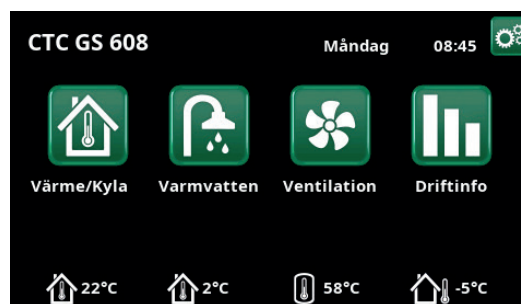 CTC GS 608 Måndag 08:45
Värme/Kyla Varmvatten Ventilation Driftinfo
22°C 2°C 58°C -5°C